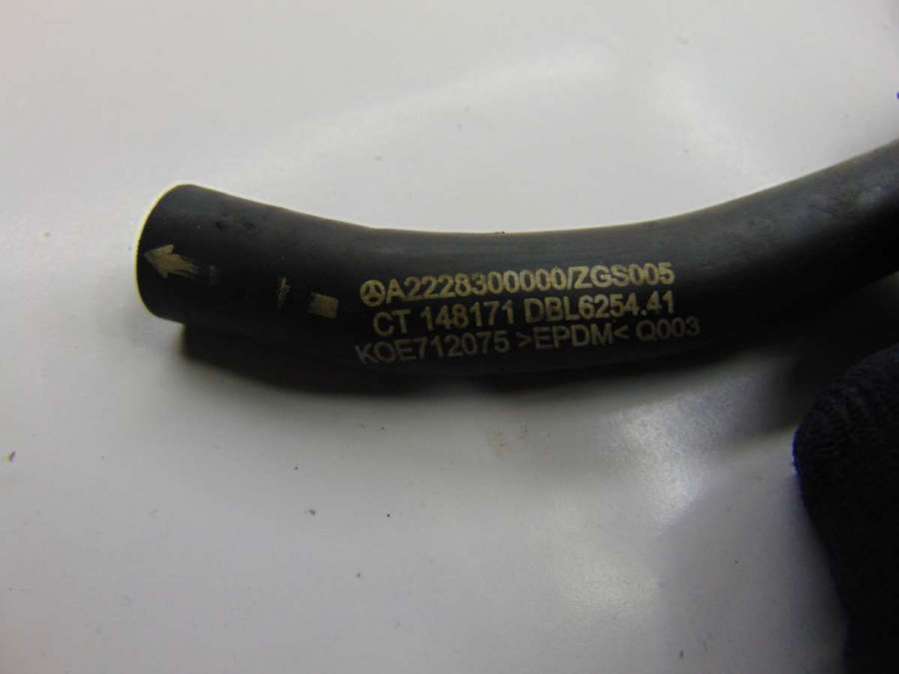 A2228300000/ZGS005
CT 148171 DBL6254.41
KOE712075 >EPDM< Q003